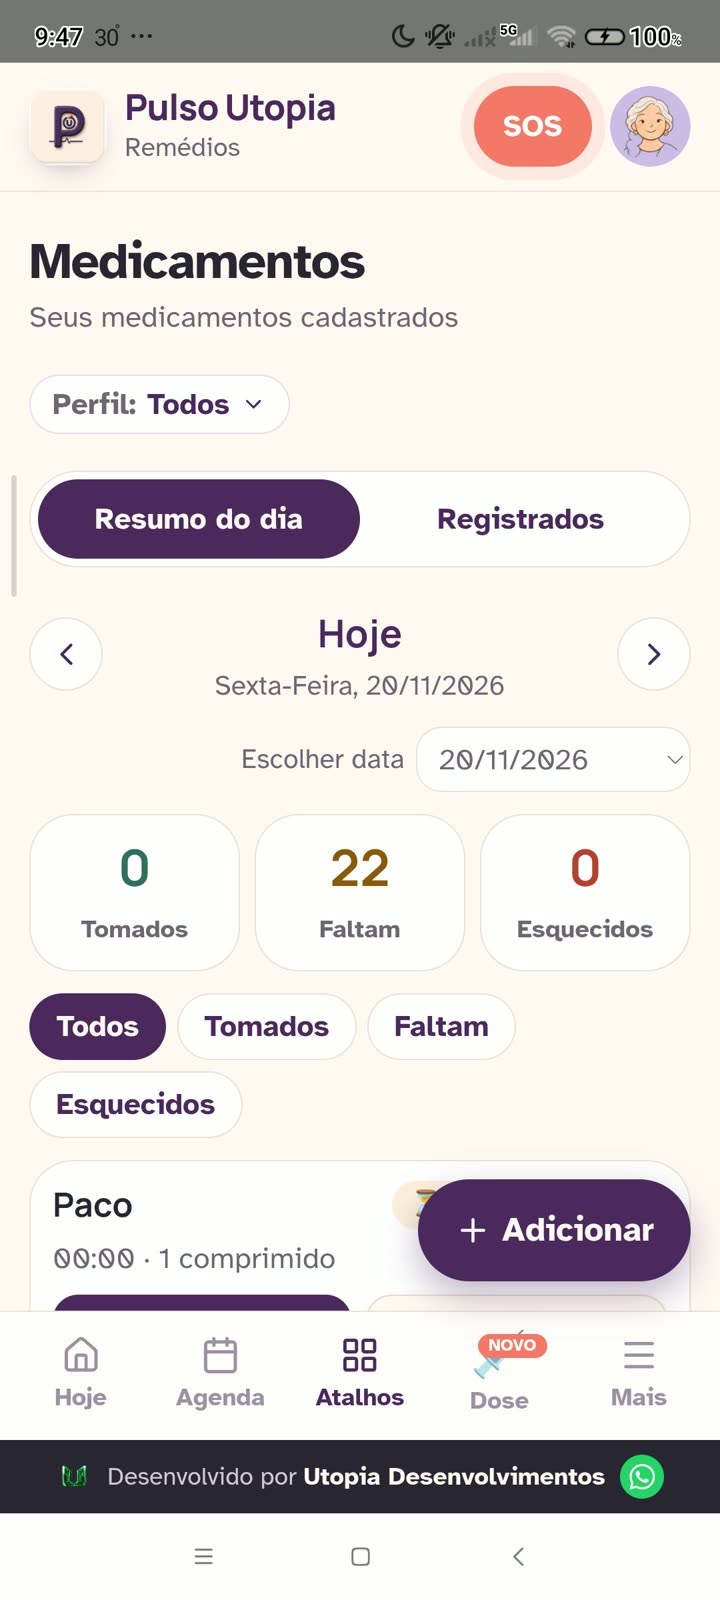 9:47 30° ...
5G 100%
Pulso Utopia
Remédios
SOS
Medicamentos
Seus medicamentos cadastrados
Perfil: Todos
Resumo do dia Registrados
Hoje
Sexta-Feira, 20/11/2026
Escolher data 20/11/2026
0 22 0
Tomados Faltam Esquecidos
Todos Tomados Faltam
Esquecidos
Paco
00:00 · 1 comprimido
+ Adicionar
NOVO
Hoje Agenda Atalhos Dose Mais
Desenvolvido por Utopia Desenvolvimentos